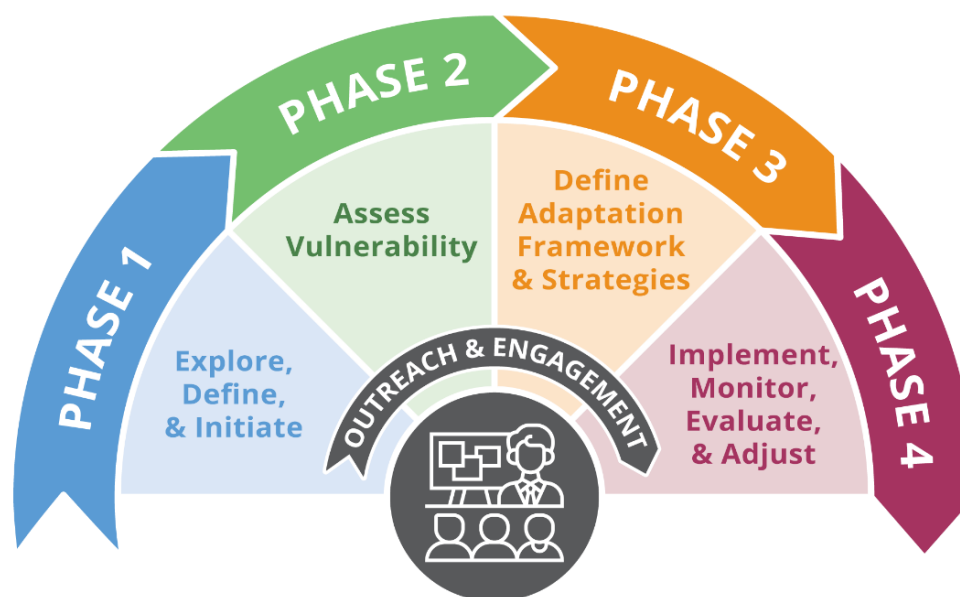 PHASE 1
PHASE 2
PHASE 3
PHASE 4
Explore,
Define,
& Initiate
Assess
Vulnerability
Define
Adaptation
Framework
& Strategies
Implement,
Monitor,
Evaluate,
& Adjust
OUTREACH & ENGAGEMENT